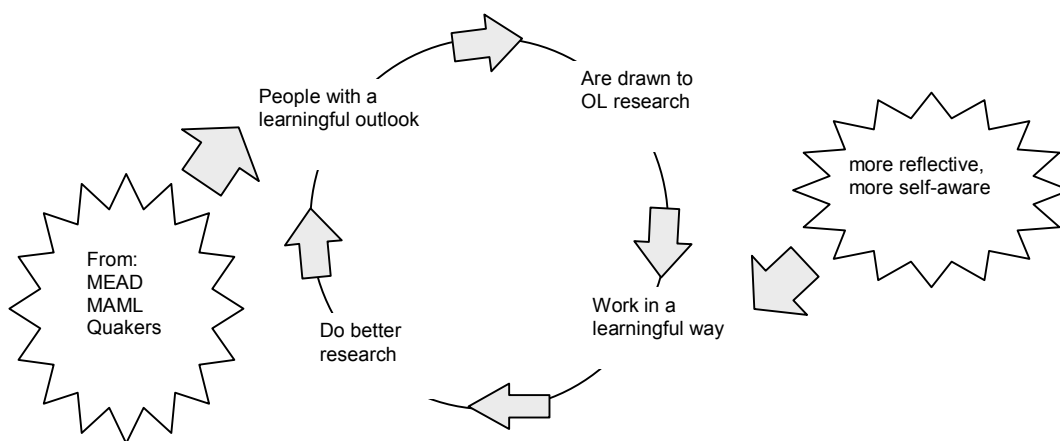 People with a
learningful outlook
Are drawn to
OL research
more reflective,
more self-aware
Work in a
learningful way
Do better
research
From:
MEAD
MAML
Quakers